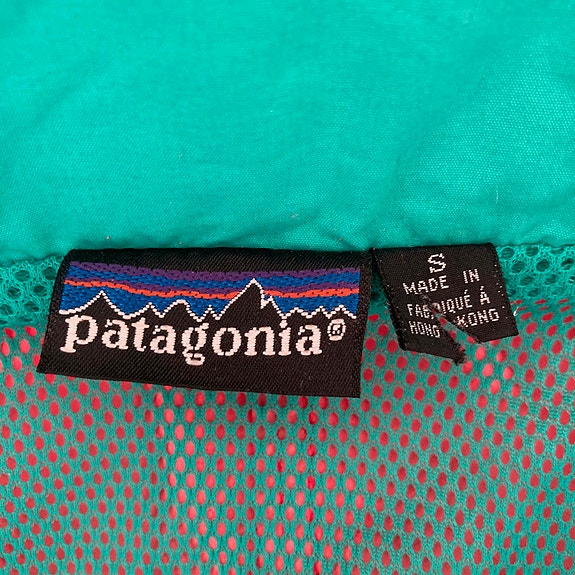 patagonia®
S
MADE IN
FABRIQUÉ À
HONG KONG